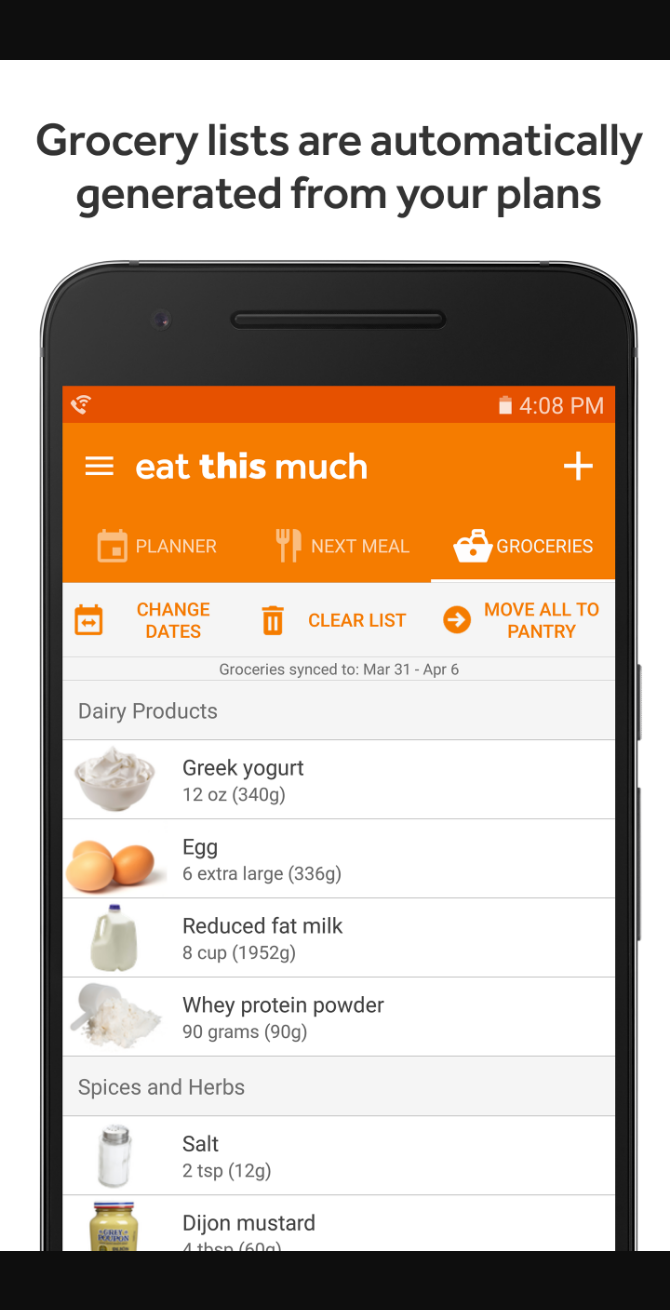 Grocery lists are automatically
generated from your plans
4:08 PM
eat this much
PLANNER
NEXT MEAL
GROCERIES
CHANGE
DATES
CLEAR LIST
MOVE ALL TO
PANTRY
Groceries synced to: Mar 31 - Apr 6
Dairy Products
Greek yogurt
12 oz (340g)
Egg
6 extra large (336g)
Reduced fat milk
8 cup (1952g)
Whey protein powder
90 grams (90g)
Spices and Herbs
Salt
2 tsp (12g)
GREY
POUPON
Dijon mustard
4 tbsp (60g)